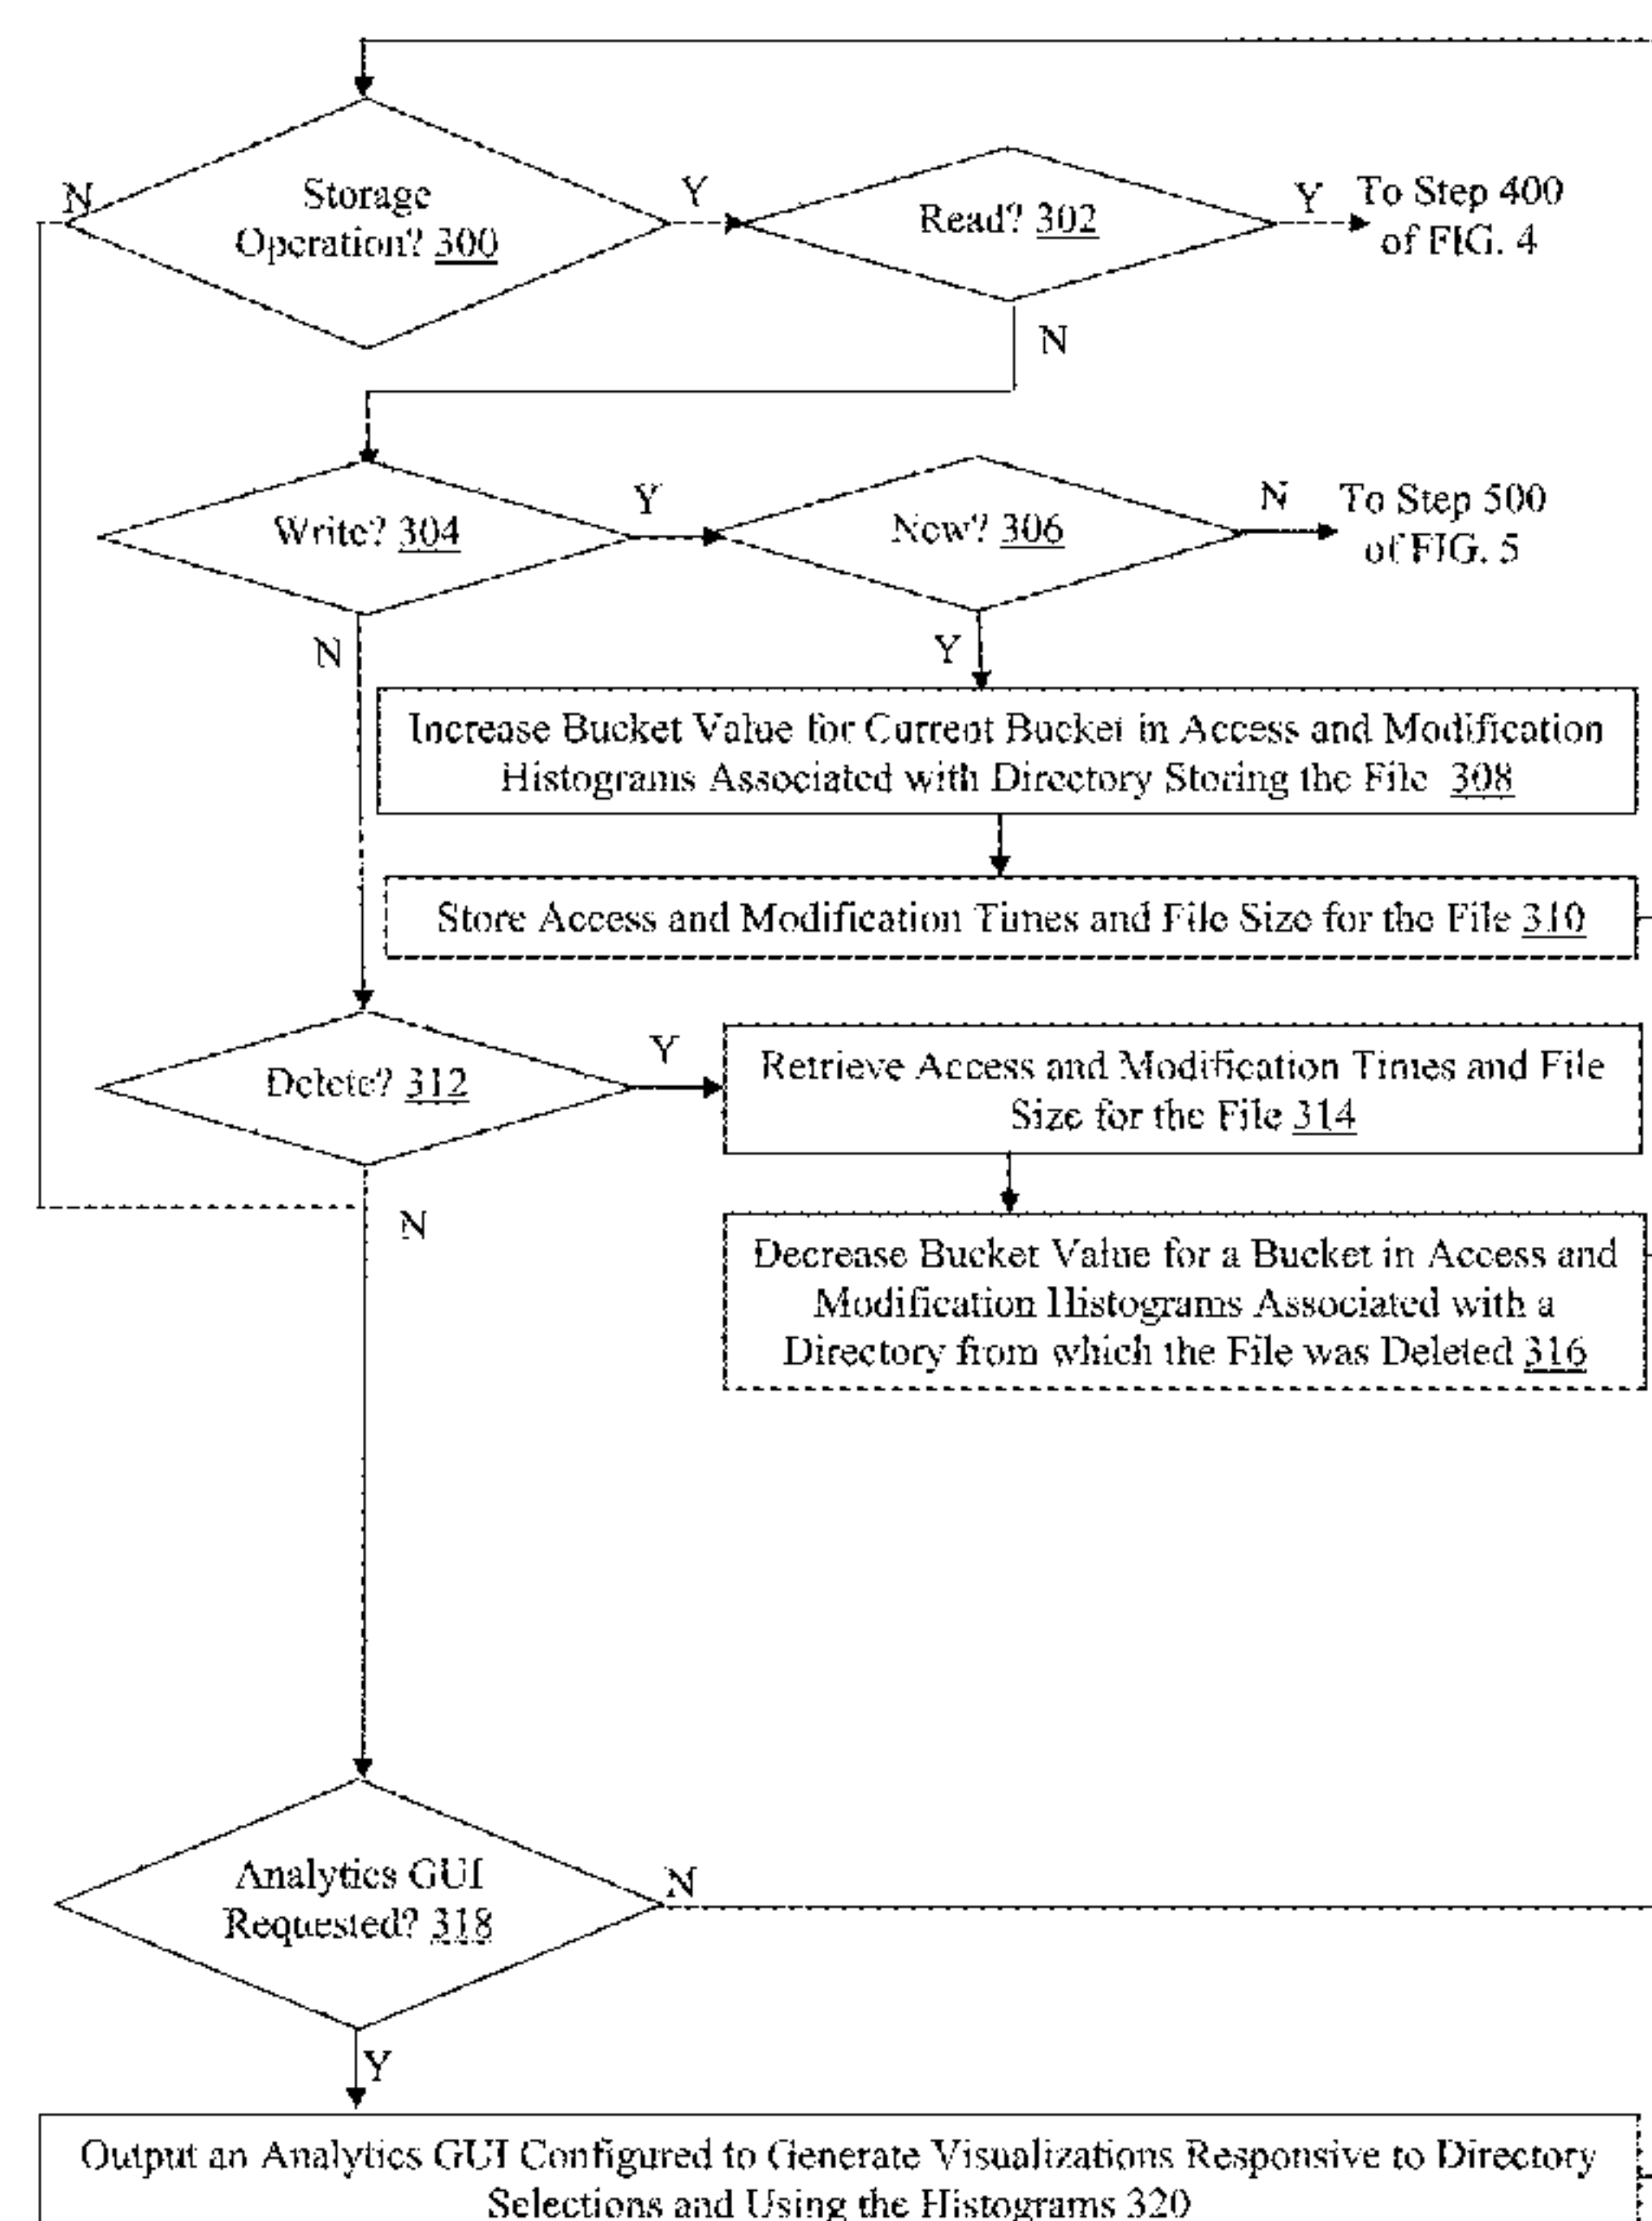 N
Storage
Operation? 300
Y
Read? 302
Y
To Step 400
of FIG. 4
N
Write? 304
Y
New? 306
N
To Step 500
of FIG. 5
N
Y
Increase Bucket Value for Current Bucket in Access and Modification
Histograms Associated with Directory Storing the File 308
Store Access and Modification Times and File Size for the File 310
Delete? 312
Y
Retrieve Access and Modification Times and File
Size for the File 314
N
Decrease Bucket Value for a Bucket in Access and
Modification Histograms Associated with a
Directory from which the File was Deleted 316
Analytics GUI
Requested? 318
N
Y
Output an Analytics GUI Configured to Generate Visualizations Responsive to Directory
Selections and Using the Histograms 320